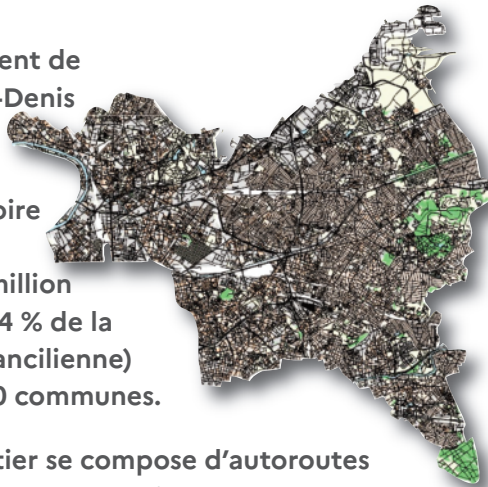 ent de
-Denis
oire
million
4 % de la
ancilienne)
0 communes.
tier se compose d'autoroutes